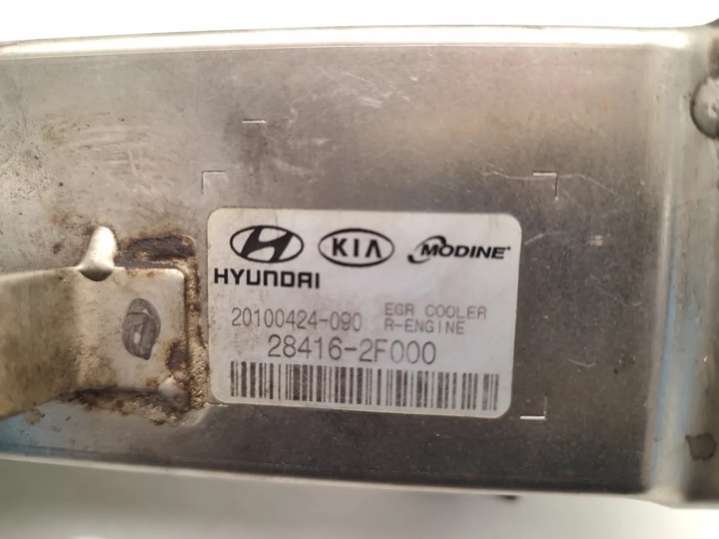 HYUNDAI KIA MODINE
20100424-090 EGR COOLER
R-ENGINE
28416-2F000